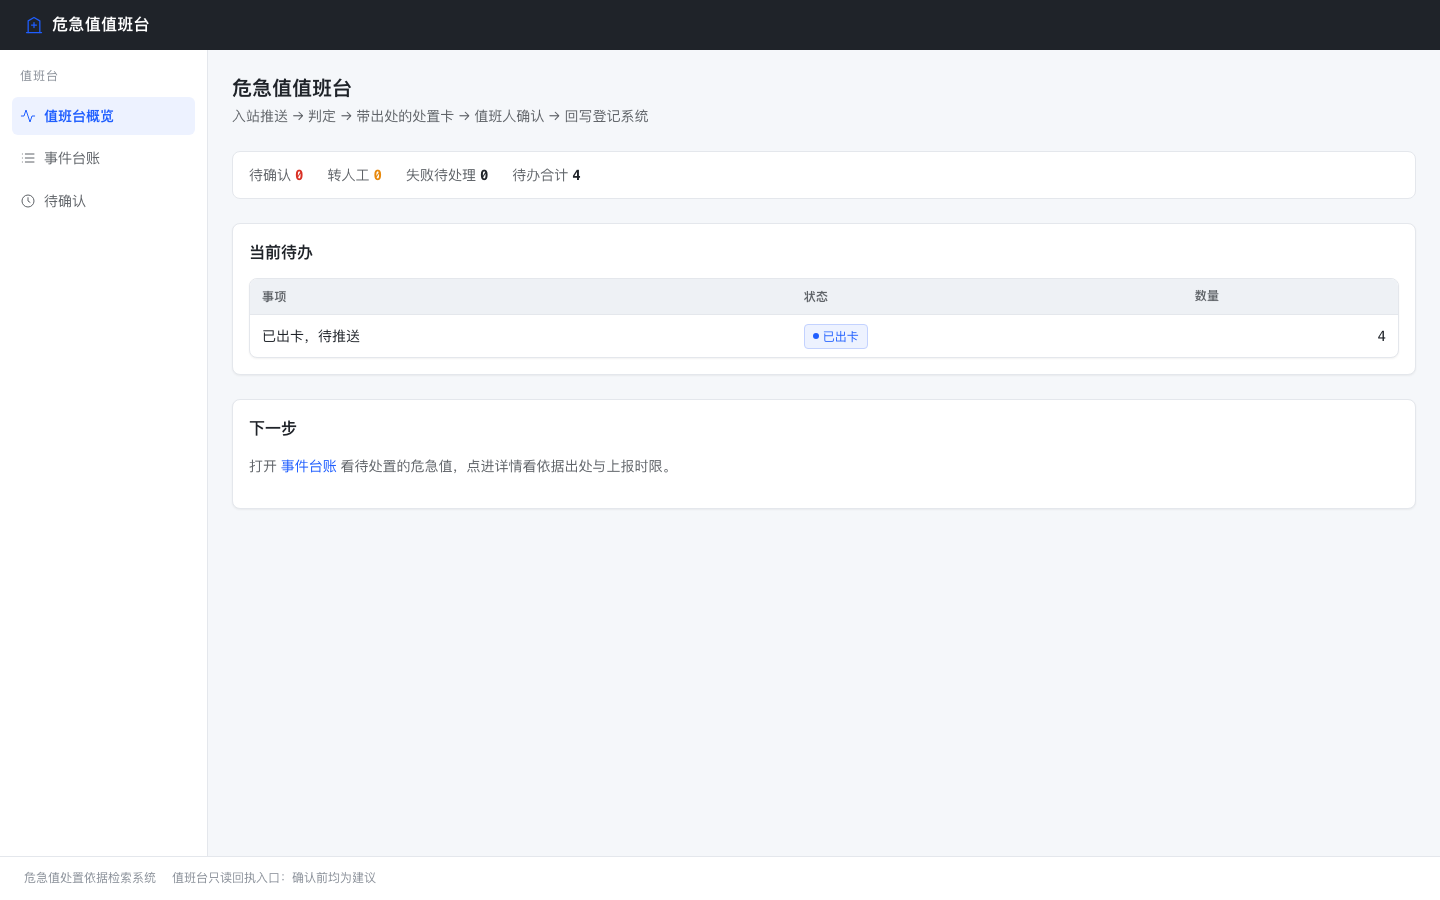 危急值值班台
值班台
值班台概览
事件台账
待确认
危急值值班台
入站推送 → 判定 → 带出处的处置卡 → 值班人确认 → 回写登记系统
待确认 0 转人工 0 失败待处理 0 待办合计 4
当前待办
事项 状态 数量
已出卡，待推送 已出卡 4
下一步
打开 事件台账 看待处置的危急值，点进详情看依据出处与上报时限。
危急值处置依据检索系统 值班台只读回执入口：确认前均为建议